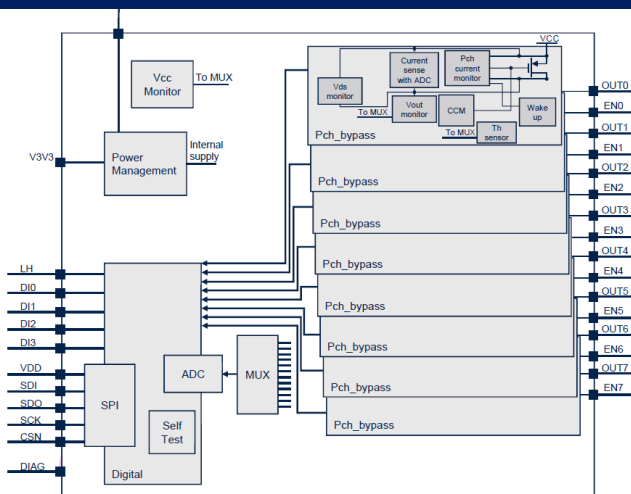 VCC
Vcc
Monitor
To MUX
Current
sense
with ADC
Pch
current
monitor
Vds
monitor
To MUX
Vout
monitor
CCM
Wake
up
To MUX
Th
sensor
Pch_bypass
Pch_bypass
Pch_bypass
Pch_bypass
Pch_bypass
Pch_bypass
Pch_bypass
Pch_bypass
V3V3
Power
Management
Internal
supply
LH
DI0
DI1
DI2
DI3
VDD
SDI
SDO
SCK
CSN
DIAG
SPI
ADC
MUX
Self
Test
Digital
OUT0
EN0
OUT1
EN1
OUT2
EN2
OUT3
EN3
OUT4
EN4
OUT5
EN5
OUT6
EN6
OUT7
EN7